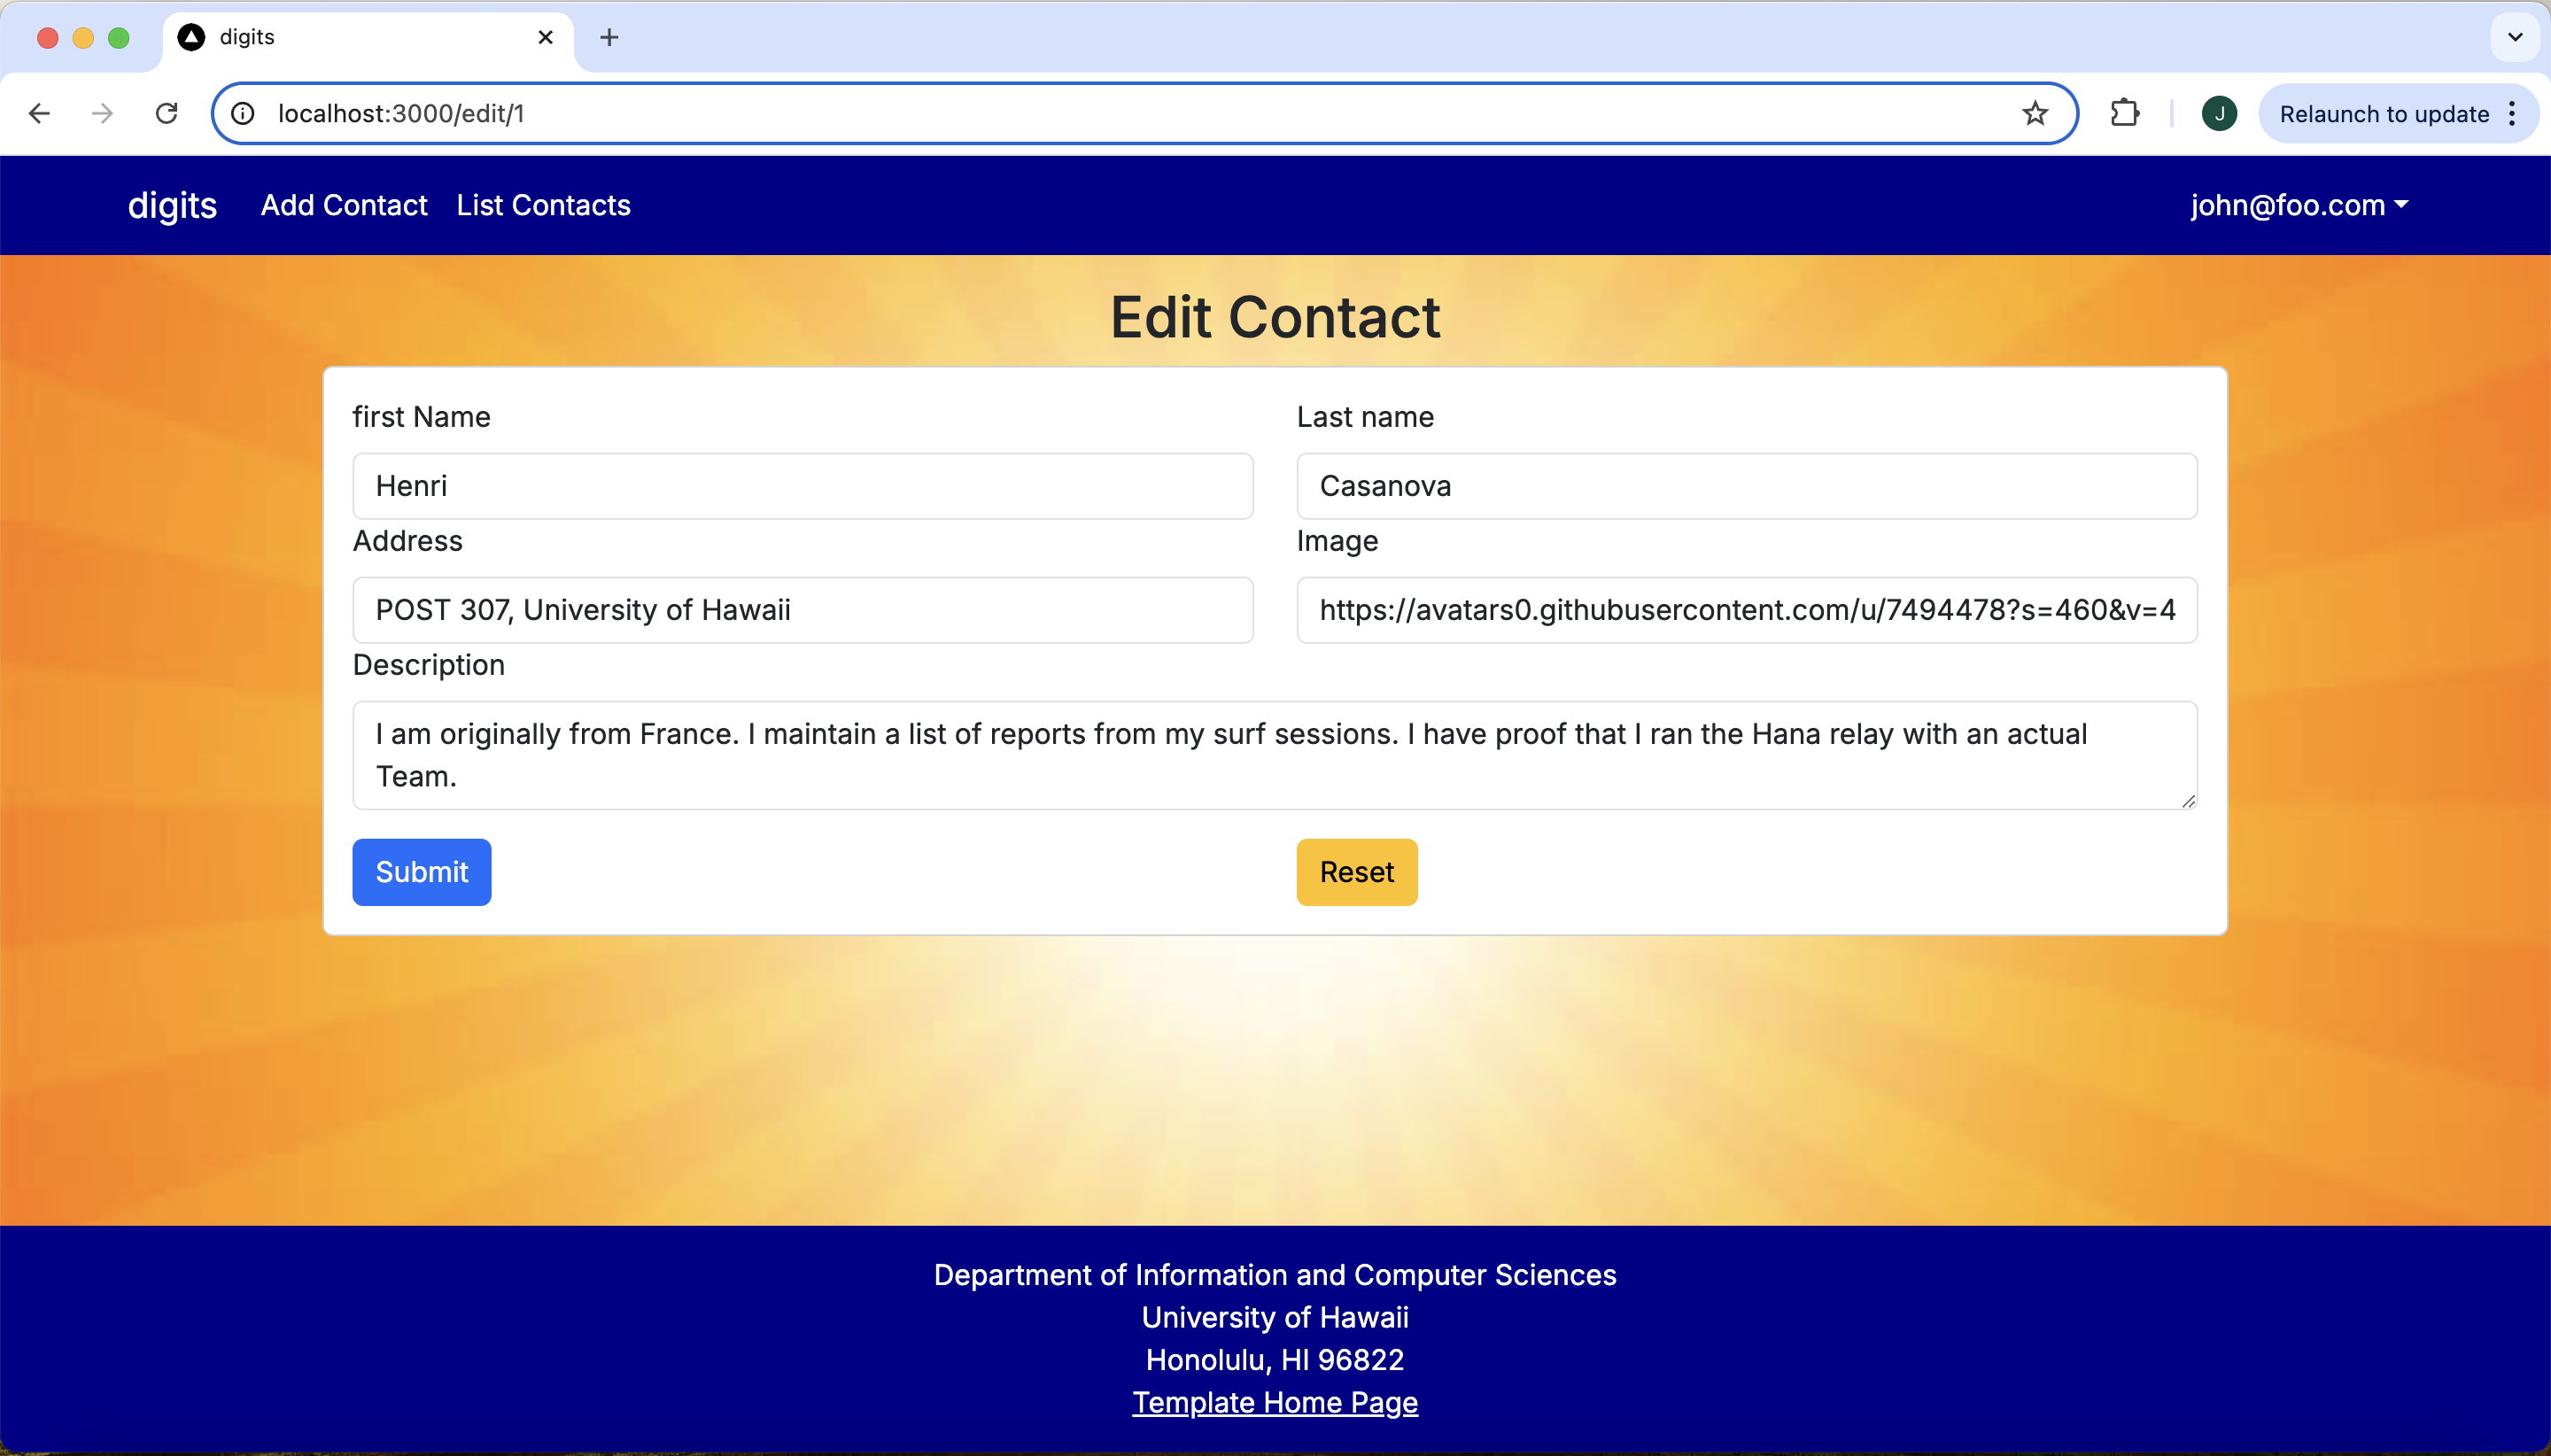 digits
localhost:3000/edit/1
J
Relaunch to update
digits Add Contact List Contacts john@foo.com
Edit Contact
first Name
Last name
Henri
Casanova
Address
Image
POST 307, University of Hawaii
https://avatars0.githubusercontent.com/u/7494478?s=460&v=4
Description
I am originally from France. I maintain a list of reports from my surf sessions. I have proof that I ran the Hana relay with an actual
Team.
Submit
Reset
Department of Information and Computer Sciences
University of Hawaii
Honolulu, HI 96822
Template Home Page